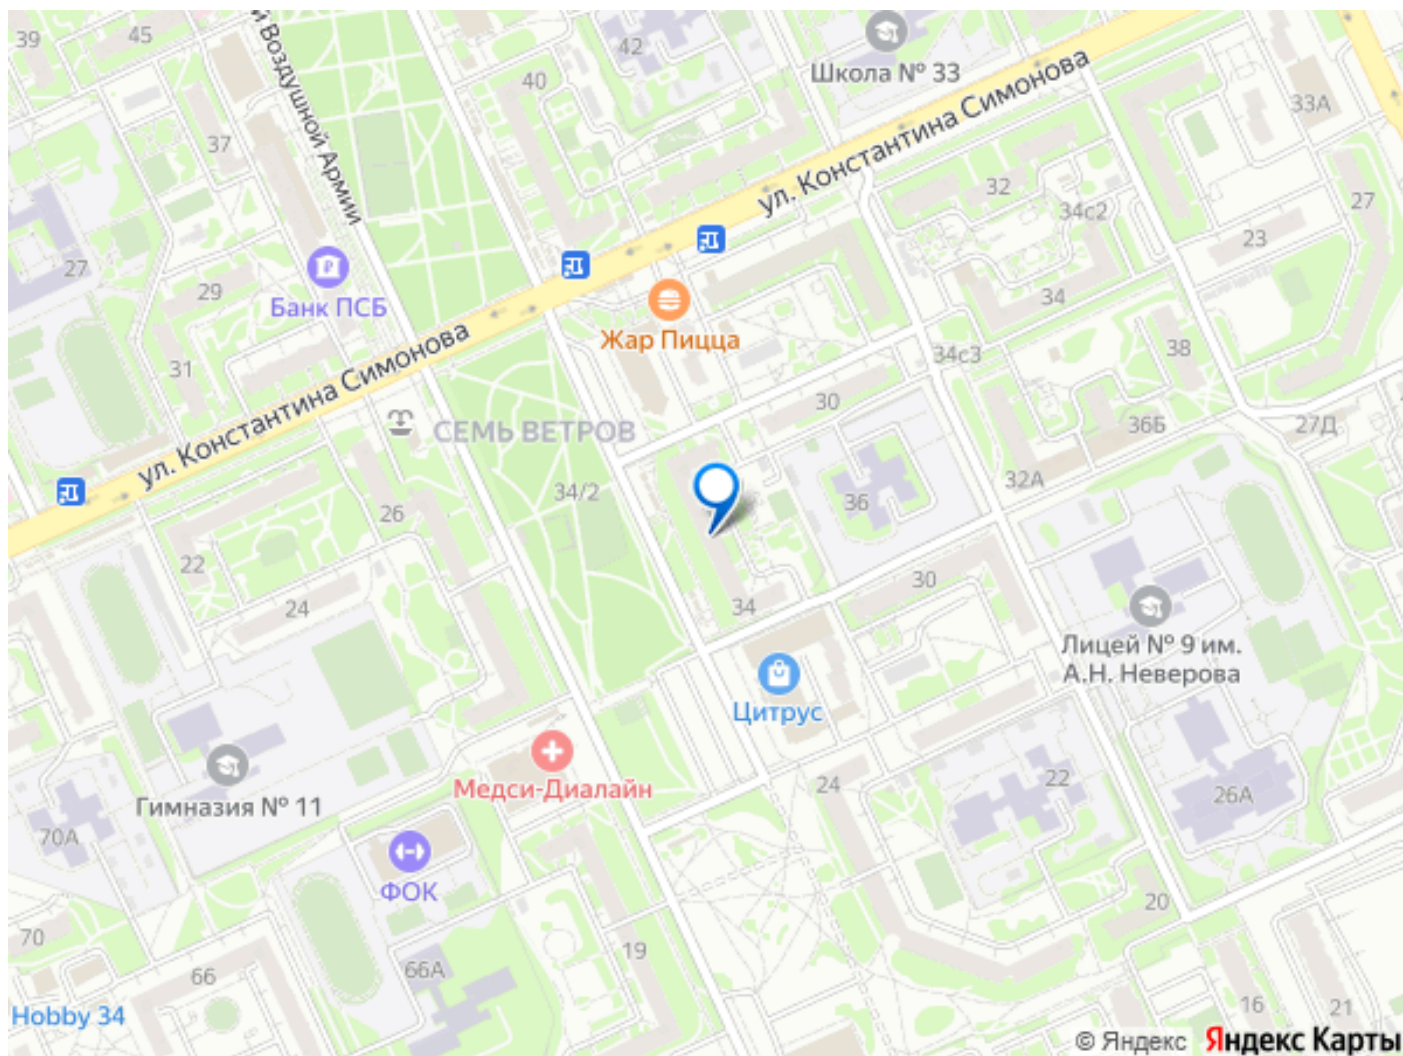 39
45
й Воздушной Армии
42
40
Школа № 33
ул. Константина Симонова
33А
37
32
34с2
27
23
27
Банк ПСБ
29
34
Жар Пицца
31
ул. Константина Симонова
34с3
38
30
СЕМЬ ВЕТРОВ
36Б
27Д
34/2
32А
36
26
22
24
30
34
Лицей № 9 им.
А.Н. Неверова
Цитрус
Медси-Диалайн
Гимназия № 11
24
22
26А
70А
ФОК
20
70
19
66
66А
Hobby 34
16
21
© Яндекс Яндекс Карты